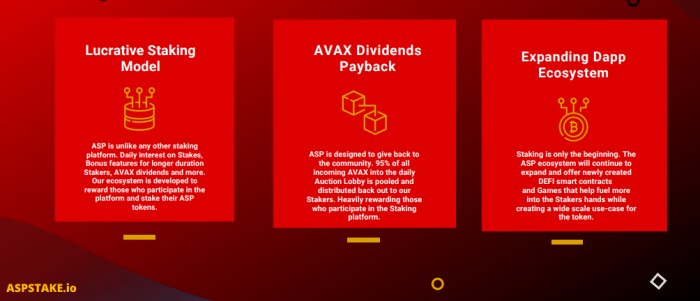 Lucrative Staking
Model
ASP is unlike any other staking
platform. Daily interest on Stakes,
Bonus features for longer duration
Stakers, AVAX dividends and more.
Our ecosystem is developed to
reward those who participate in the
platform and stake their ASP
tokens.
AVAX Dividends
Payback
ASP is designed to give back to
the community. 95% of all
incoming AVAX into the daily
Auction Lobby is pooled and
distributed back out to our
Stakers. Heavily rewarding those
who participate in the Staking
platform.
Expanding Dapp
Ecosystem
Staking is only the beginning. The
ASP ecosystem will continue to
expand and offer newly created
DEFI smart contracts
and Games that help fuel more
into the Stakers hands while
creating a wide scale use-case for
the token.
ASPSTAKE.io